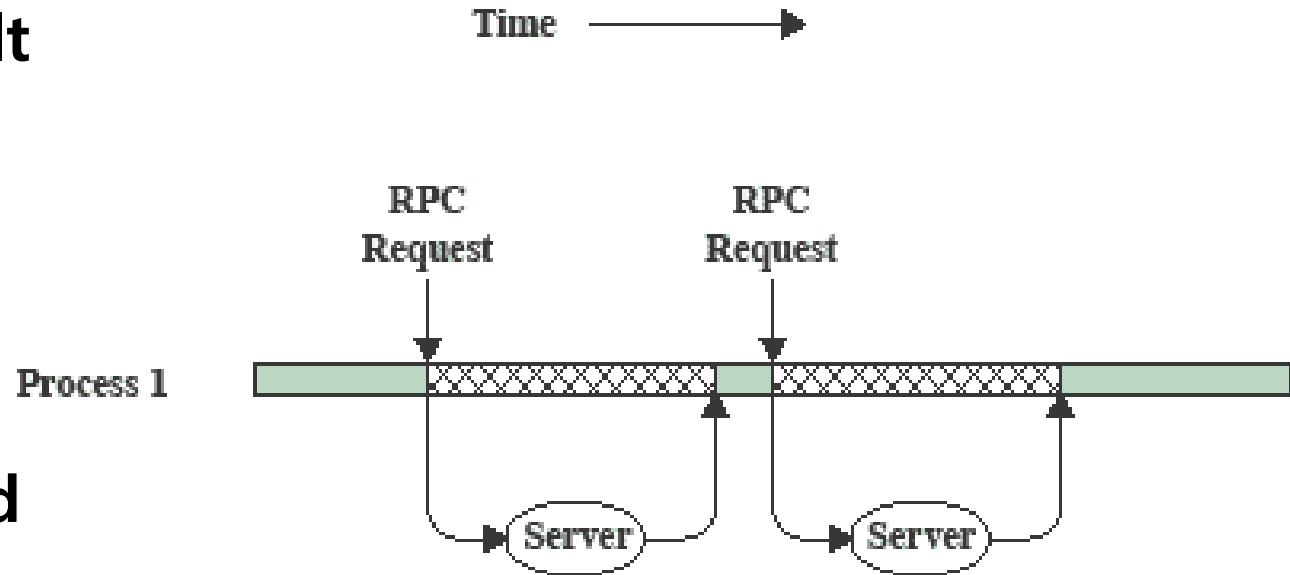 Time
lt
RPC
Request
RPC
Request
Process 1
d
Server
Server